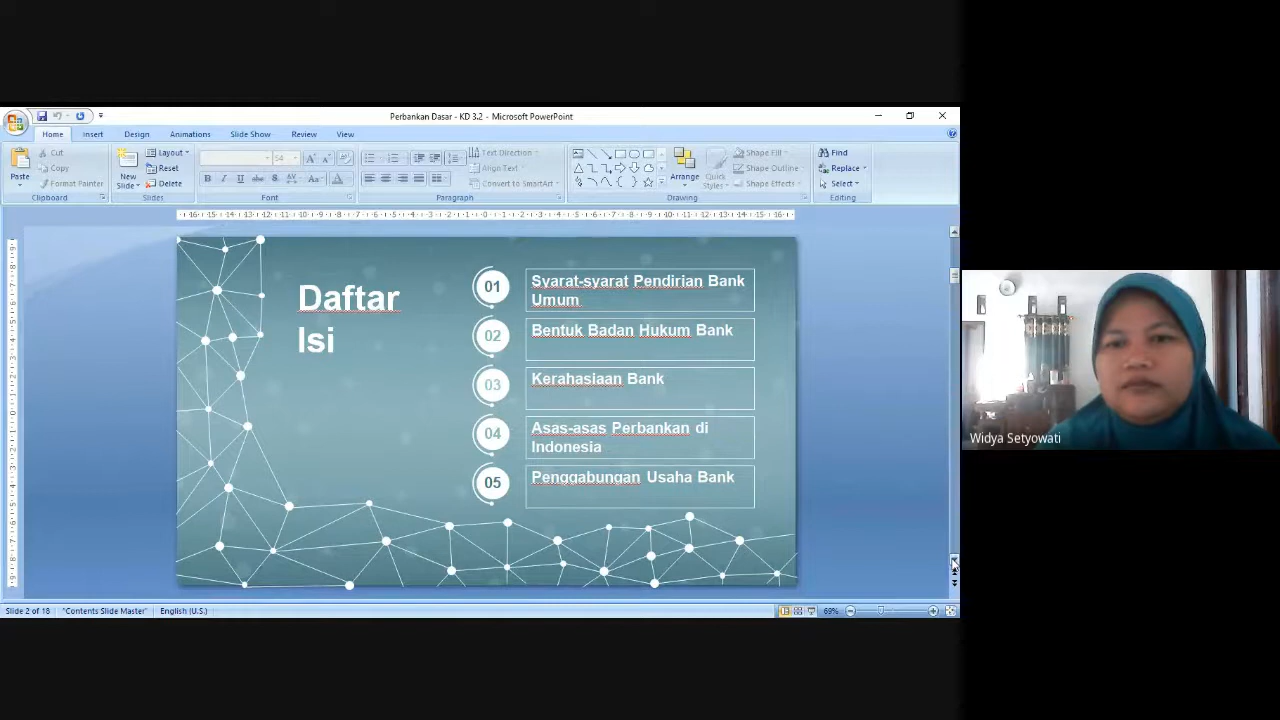 Perbankan Dasar - KD 3.2 - Microsoft PowerPoint
Home Insert Design Animations Slide Show Review View
Paste
Cut
Copy
Format Painter
Clipboard
New Slide
Layout
Reset
Delete
Slides
54
B I U abc S AV Aa A
Font
Text Direction
Align Text
Convert to SmartArt
Paragraph
Arrange
Quick Styles
Shape Fill
Shape Outline
Shape Effects
Drawing
Find
Replace
Select
Editing
Daftar
Isi
01
Syarat-syarat Pendirian Bank
Umum
02
Bentuk Badan Hukum Bank
03
Kerahasiaan Bank
04
Asas-asas Perbankan di
Indonesia
05
Penggabungan Usaha Bank
Slide 2 of 18 "Contents Slide Master" English (U.S.) 69%
Widya Setyowati